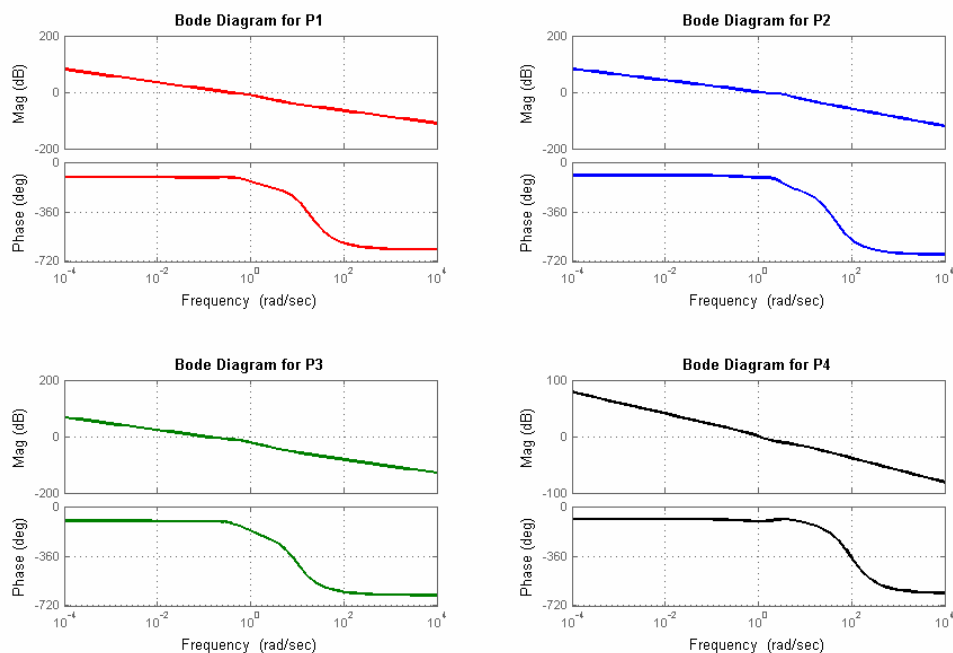 Bode Diagram for P1
200
0
-200
Mag (dB)
0
-360
-720
Phase (deg)
10^-4
10^-2
10^0
10^2
10^4
Frequency (rad/sec)
Bode Diagram for P2
200
0
-200
Mag (dB)
0
-360
-720
Phase (deg)
10^-4
10^-2
10^0
10^2
10^4
Frequency (rad/sec)
Bode Diagram for P3
200
0
-200
Mag (dB)
0
-360
-720
Phase (deg)
10^-4
10^-2
10^0
10^2
10^4
Frequency (rad/sec)
Bode Diagram for P4
100
0
-100
Mag (dB)
0
-360
-720
Phase (deg)
10^-4
10^-2
10^0
10^2
10^4
Frequency (rad/sec)